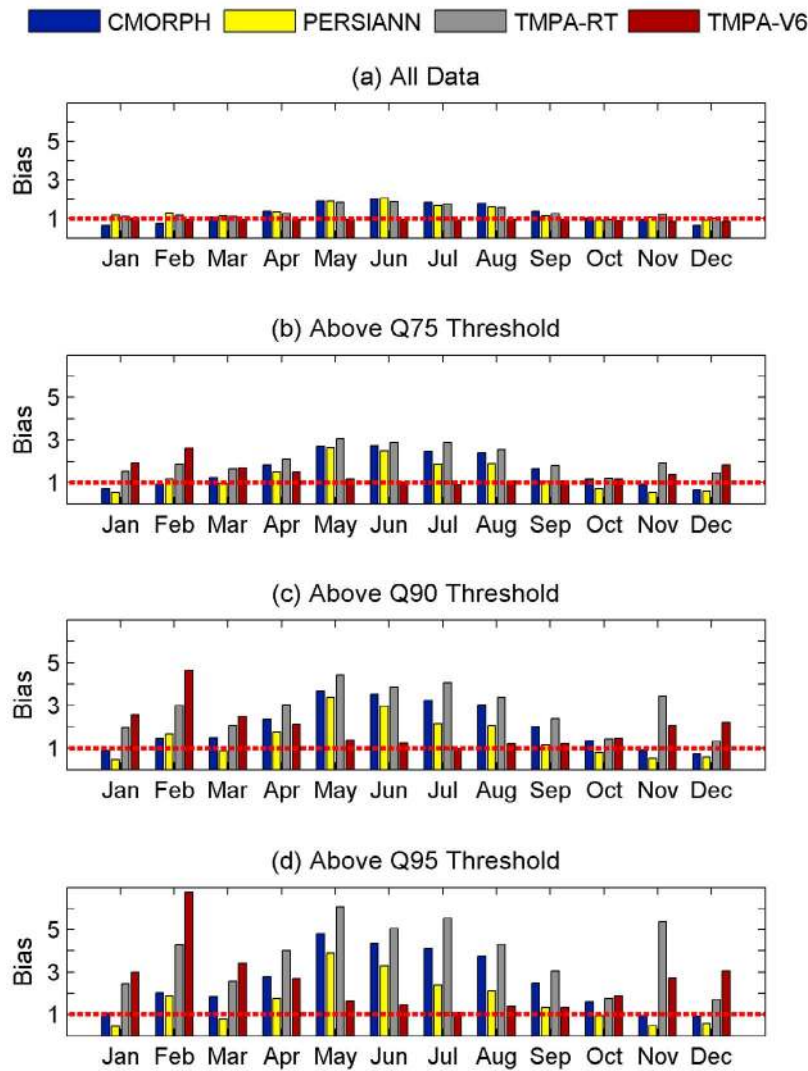 CMORPH PERSIANN TMPA-RT TMPA-V6
(a) All Data
5
Bias
1
Jan Feb Mar Apr May Jun Jul Aug Sep Oct Nov Dec
(b) Above Q75 Threshold
5
Bias
3
1
Jan Feb Mar Apr May Jun Jul Aug Sep Oct Nov Dec
(c) Above Q90 Threshold
5
Bias
3
1
Jan Feb Mar Apr May Jun Jul Aug Sep Oct Nov Dec
(d) Above Q95 Threshold
5
Bias
3
1
Jan Feb Mar Apr May Jun Jul Aug Sep Oct Nov Dec